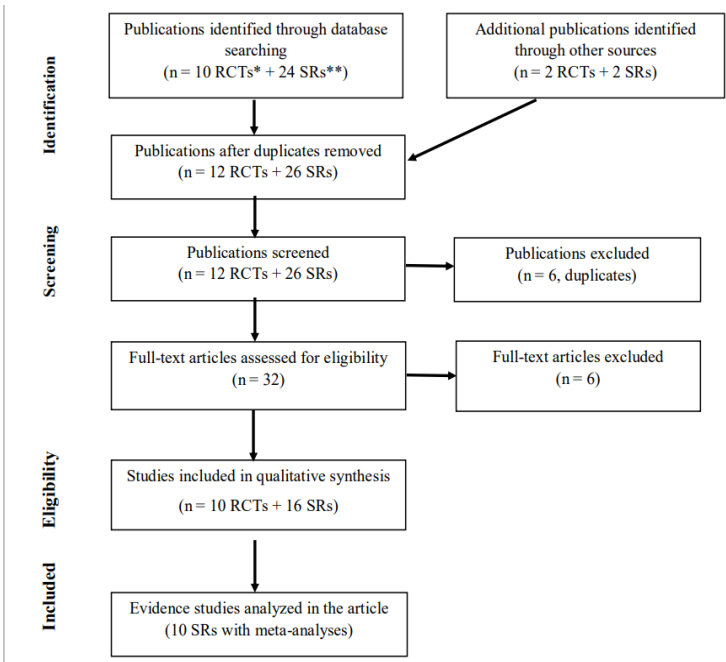 Identification
Publications identified through database
searching
(n = 10 RCTs* + 24 SRs**)
Additional publications identified
through other sources
(n = 2 RCTs + 2 SRs)
Publications after duplicates removed
(n = 12 RCTs + 26 SRs)
Screening
Publications screened
(n = 12 RCTs + 26 SRs)
Publications excluded
(n = 6, duplicates)
Full-text articles assessed for eligibility
(n = 32)
Full-text articles excluded
(n = 6)
Eligibility
Studies included in qualitative synthesis
(n = 10 RCTs + 16 SRs)
Included
Evidence studies analyzed in the article
(10 SRs with meta-analyses)